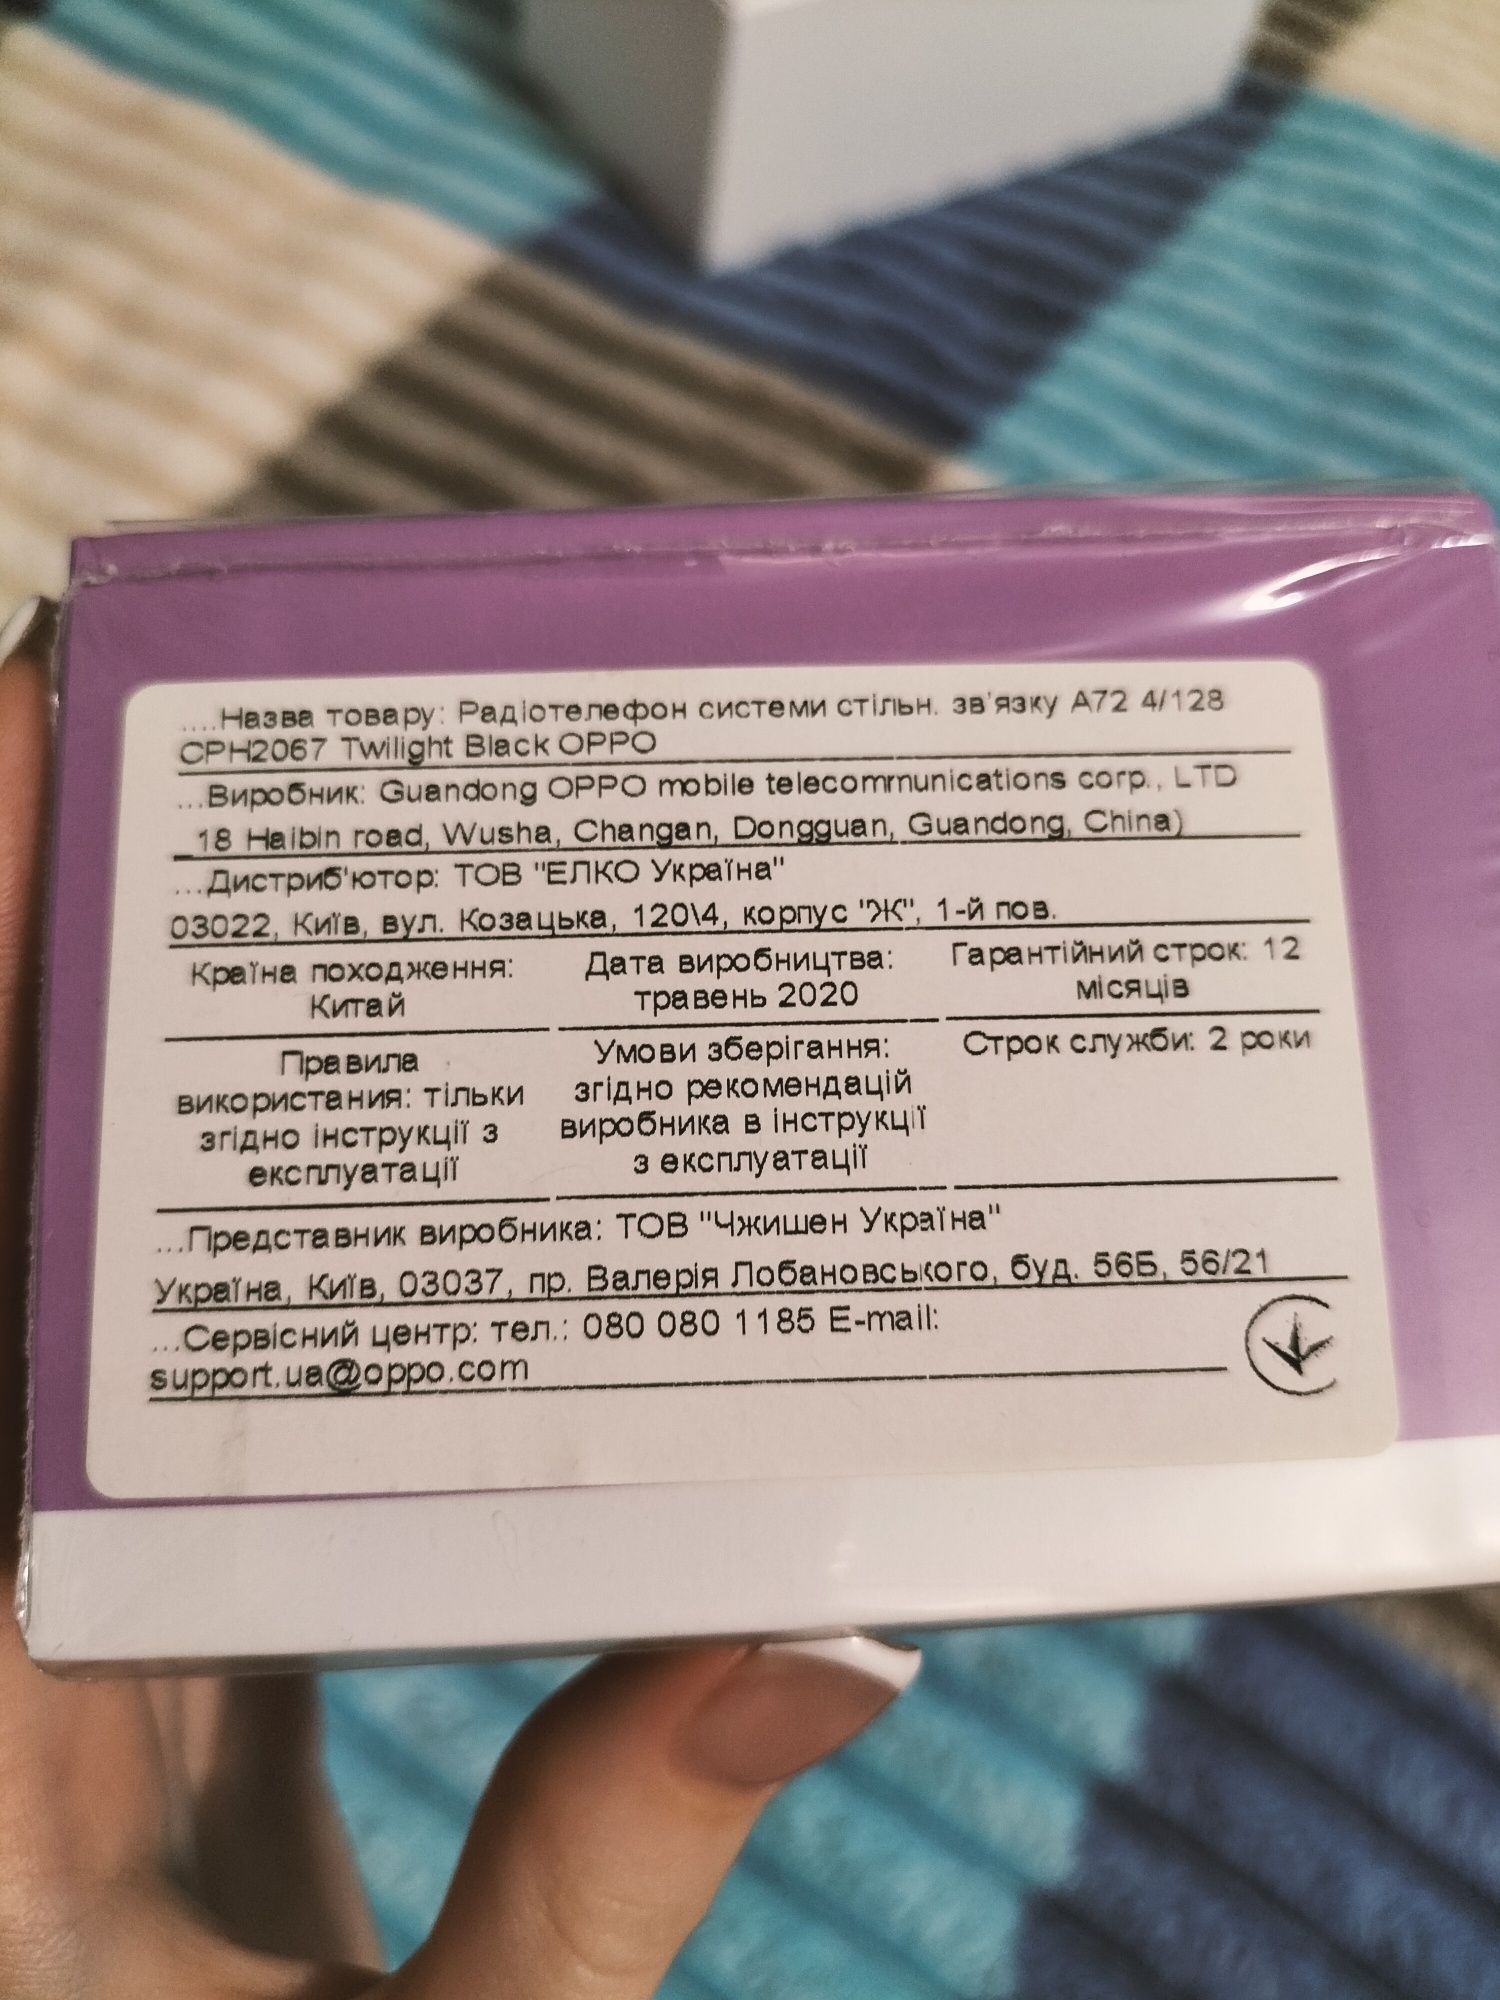 ....Назва товару: Радіотелефон системи стільн. зв'язку A72 4/128
CPH2067 Twilight Black OPPO
...Виробник: Guandong OPPO mobile telecommunications corp., LTD
18 Haibin road, Wusha, Changan, Dongguan, Guandong, China)
...Дистриб'ютор: ТОВ "ЕЛКО Україна"
03022, Київ, вул. Козацька, 120\4, корпус "Ж", 1-й пов.
Країна походження:
Китай
Дата виробництва:
травень 2020
Гарантійний строк: 12
місяців
Правила
використання: тільки
згідно інструкції з
експлуатації
Умови зберігання:
згідно рекомендацій
виробника в інструкції
з експлуатації
Строк служби: 2 роки
...Представник виробника: ТОВ "Чжишен Україна"
Україна, Київ, 03037, пр. Валерія Лобановського, буд. 56Б, 56/21
...Сервісний центр: тел.: 080 080 1185 E-mail:
support.ua@oppo.com